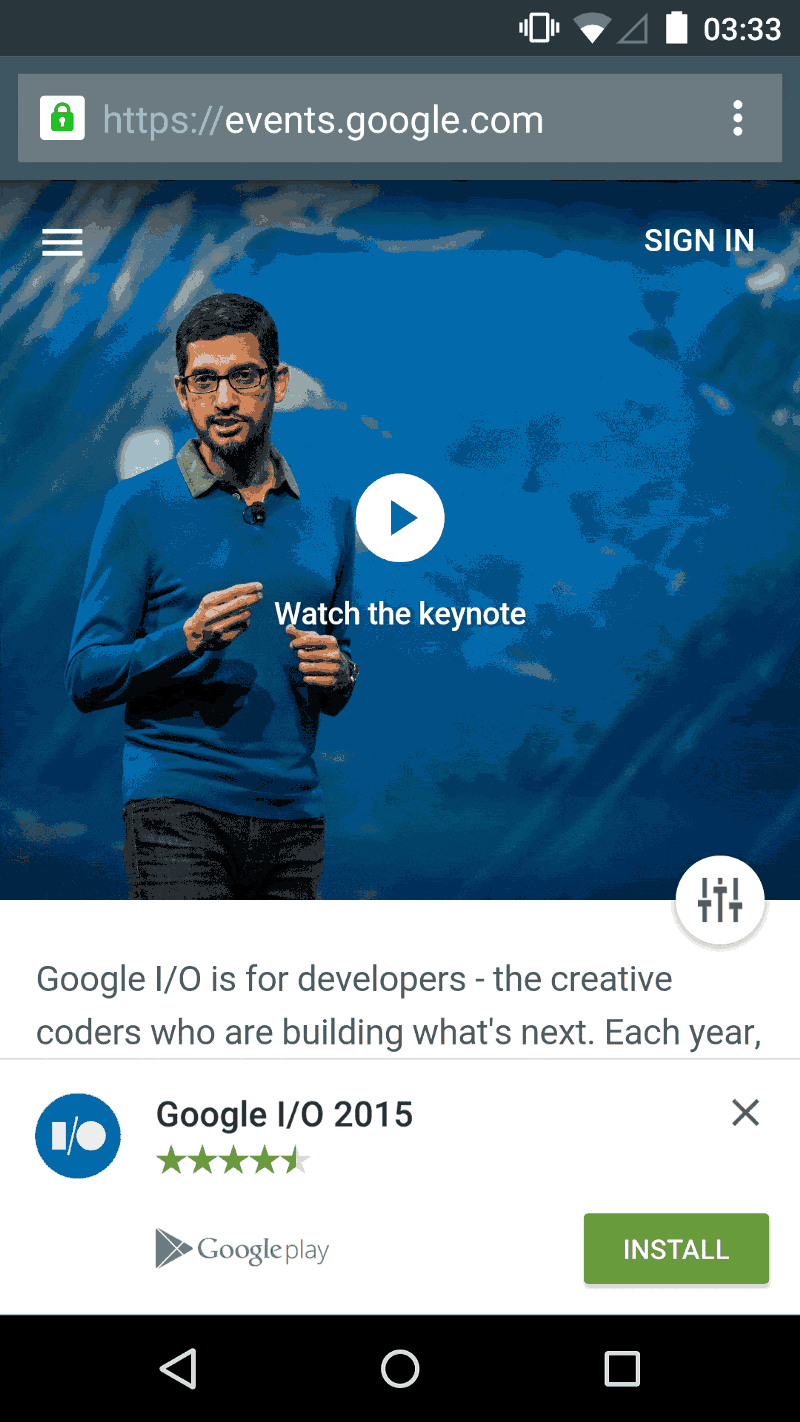 03:33
https://events.google.com
SIGN IN
Watch the keynote
Google I/O is for developers - the creative
coders who are building what's next. Each year,
I/O
Google I/O 2015
Google play
INSTALL